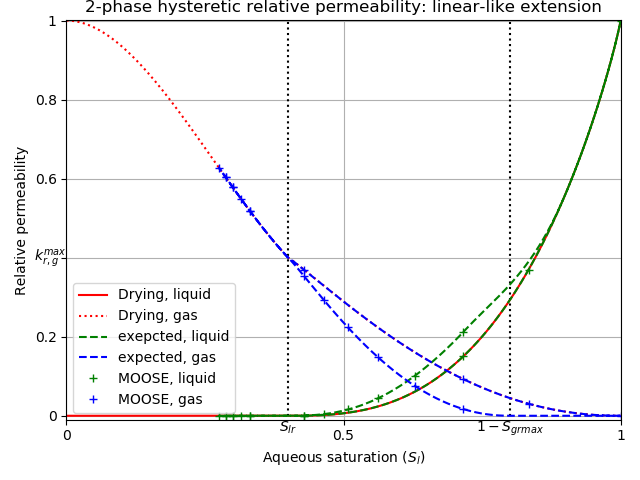 2-phase hysteretic relative permeability: linear-like extension
1
0.8
0.6
k_{r,g}^{max}
0.2
0
Relative permeability
Drying, liquid
Drying, gas
exepcted, liquid
expected, gas
MOOSE, liquid
MOOSE, gas
S_{lr}
1 − S_{grmax}
0
0.5
1
Aqueous saturation (S_l)